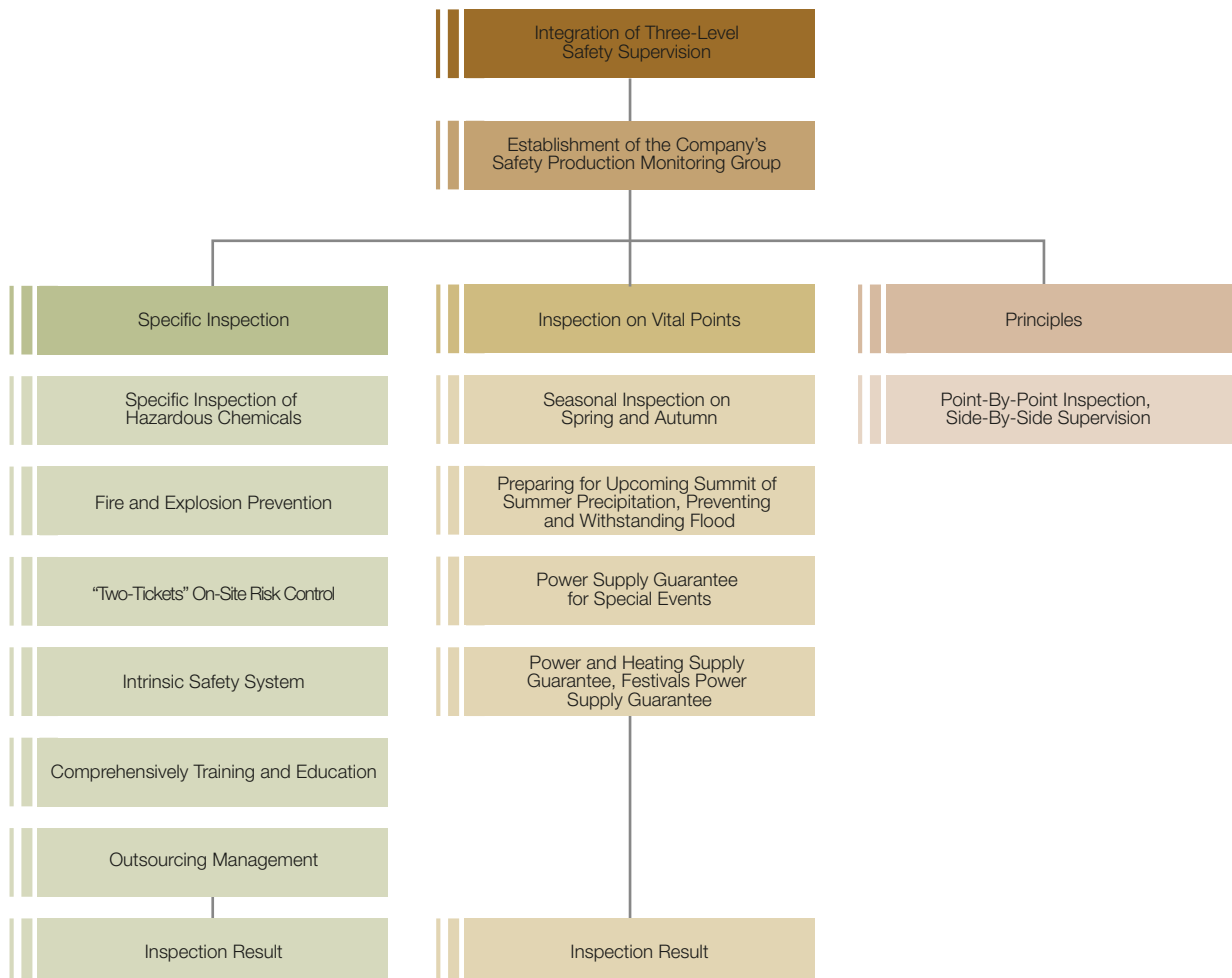 Integration of Three-Level
Safety Supervision
Establishment of the Company’s
Safety Production Monitoring Group
Specific Inspection
Specific Inspection of
Hazardous Chemicals
Fire and Explosion Prevention
“Two-Tickets” On-Site Risk Control
Intrinsic Safety System
Comprehensively Training and Education
Outsourcing Management
Inspection Result
Inspection on Vital Points
Seasonal Inspection on
Spring and Autumn
Preparing for Upcoming Summit of
Summer Precipitation, Preventing
and Withstanding Flood
Power Supply Guarantee
for Special Events
Power and Heating Supply
Guarantee, Festivals Power
Supply Guarantee
Inspection Result
Principles
Point-By-Point Inspection,
Side-By-Side Supervision